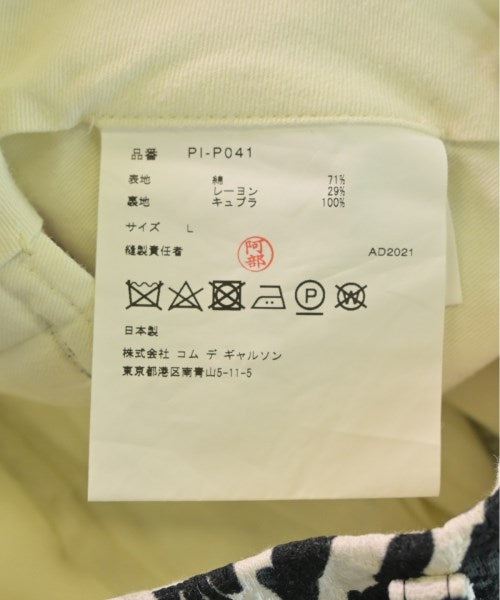 品番 PI-P041
表地 綿 71%
レーヨン 29%
裏地 キュプラ 100%
サイズ L
縫製責任者 阿部 AD2021
P W
日本製
株式会社 コム デ ギャルソン
東京都港区南青山5-11-5